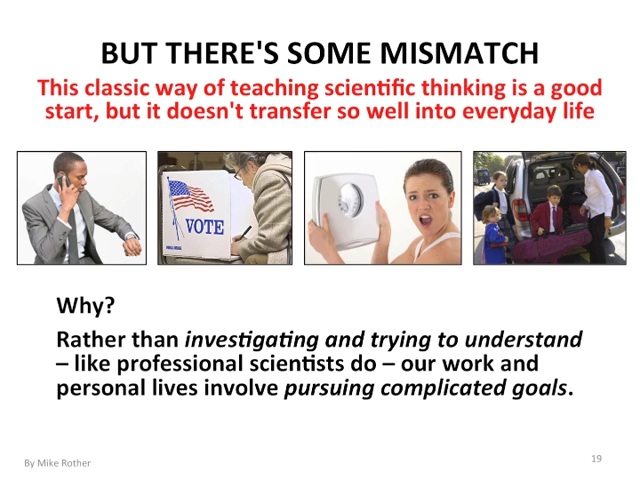 BUT THERE'S SOME MISMATCH
This classic way of teaching scientific thinking is a good
start, but it doesn't transfer so well into everyday life
VOTE
Why?
Rather than investigating and trying to understand
– like professional scientists do – our work and
personal lives involve pursuing complicated goals.
By Mike Rother
19